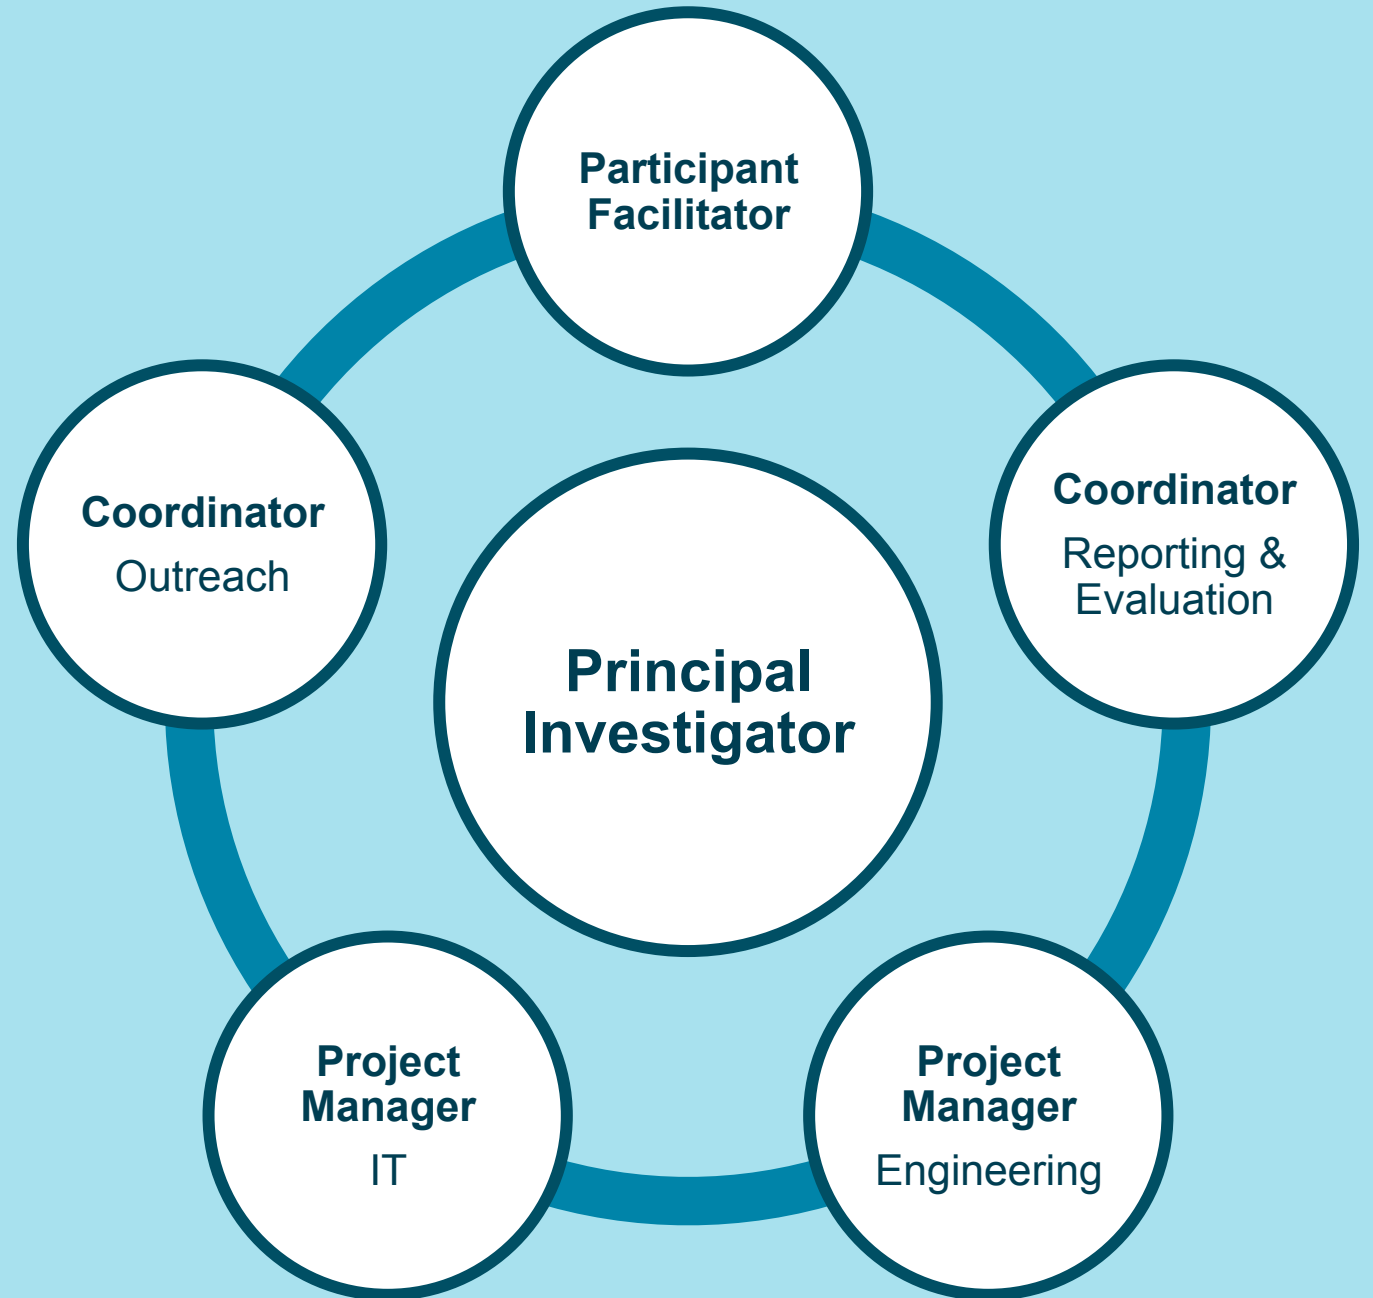 Participant
Facilitator
Coordinator
Outreach
Coordinator
Reporting &
Evaluation
Principal
Investigator
Project
Manager
IT
Project
Manager
Engineering